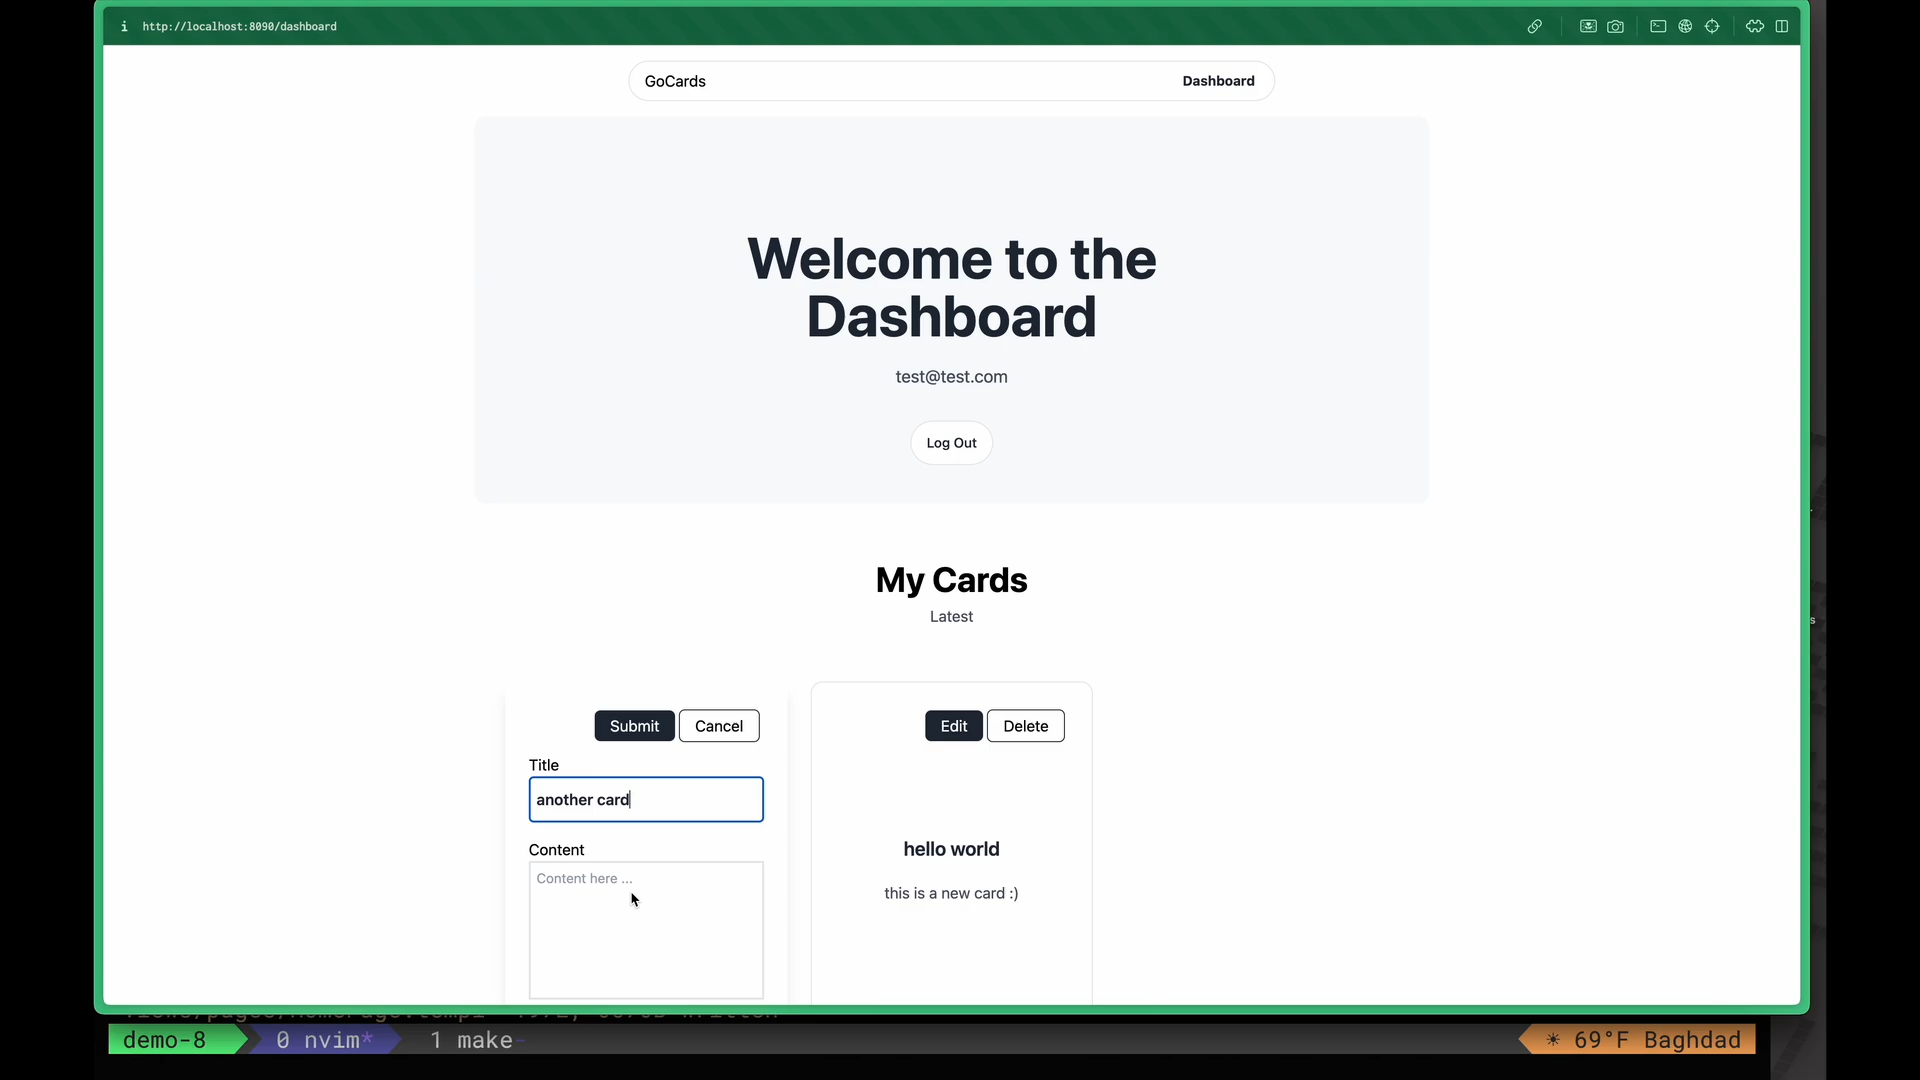 http://localhost:8090/dashboard
GoCards
Dashboard
Welcome to the
Dashboard
test@test.com
Log Out
My Cards
Latest
Submit
Cancel
Title
another card
Content
Content here ...
Edit
Delete
hello world
this is a new card :)
demo-8
0 nvim*
1 make-
69°F Baghdad